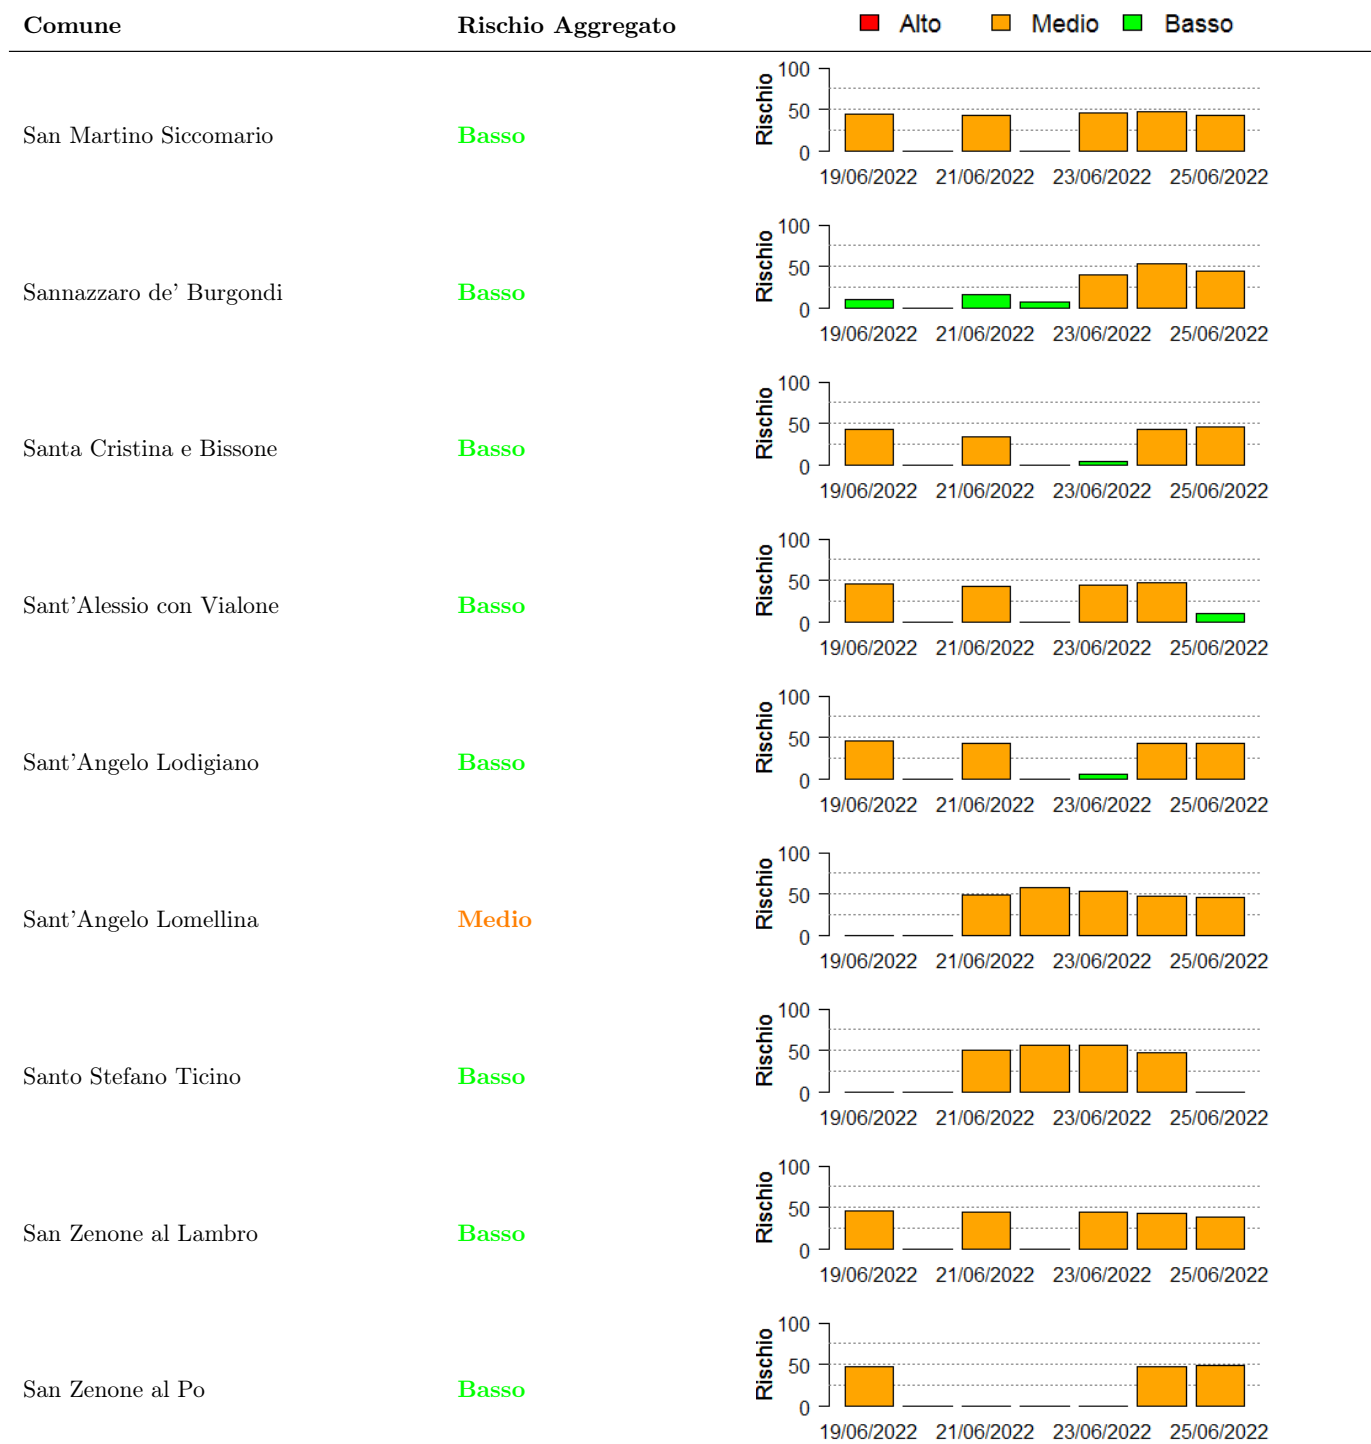 Comune Rischio Aggregato Alto Medio Basso
100
50
0
Rischio
San Martino Siccomario Basso
19/06/2022 21/06/2022 23/06/2022 25/06/2022
100
50
0
Rischio
Sannazzaro de' Burgondi Basso
19/06/2022 21/06/2022 23/06/2022 25/06/2022
100
50
0
Rischio
Santa Cristina e Bissone Basso
19/06/2022 21/06/2022 23/06/2022 25/06/2022
100
50
0
Rischio
Sant'Alessio con Vialone Basso
19/06/2022 21/06/2022 23/06/2022 25/06/2022
100
50
0
Rischio
Sant'Angelo Lodigiano Basso
19/06/2022 21/06/2022 23/06/2022 25/06/2022
100
50
0
Rischio
Sant'Angelo Lomellina Medio
19/06/2022 21/06/2022 23/06/2022 25/06/2022
100
50
0
Rischio
Santo Stefano Ticino Basso
19/06/2022 21/06/2022 23/06/2022 25/06/2022
100
50
0
Rischio
San Zenone al Lambro Basso
19/06/2022 21/06/2022 23/06/2022 25/06/2022
100
50
0
Rischio
San Zenone al Po Basso
19/06/2022 21/06/2022 23/06/2022 25/06/2022